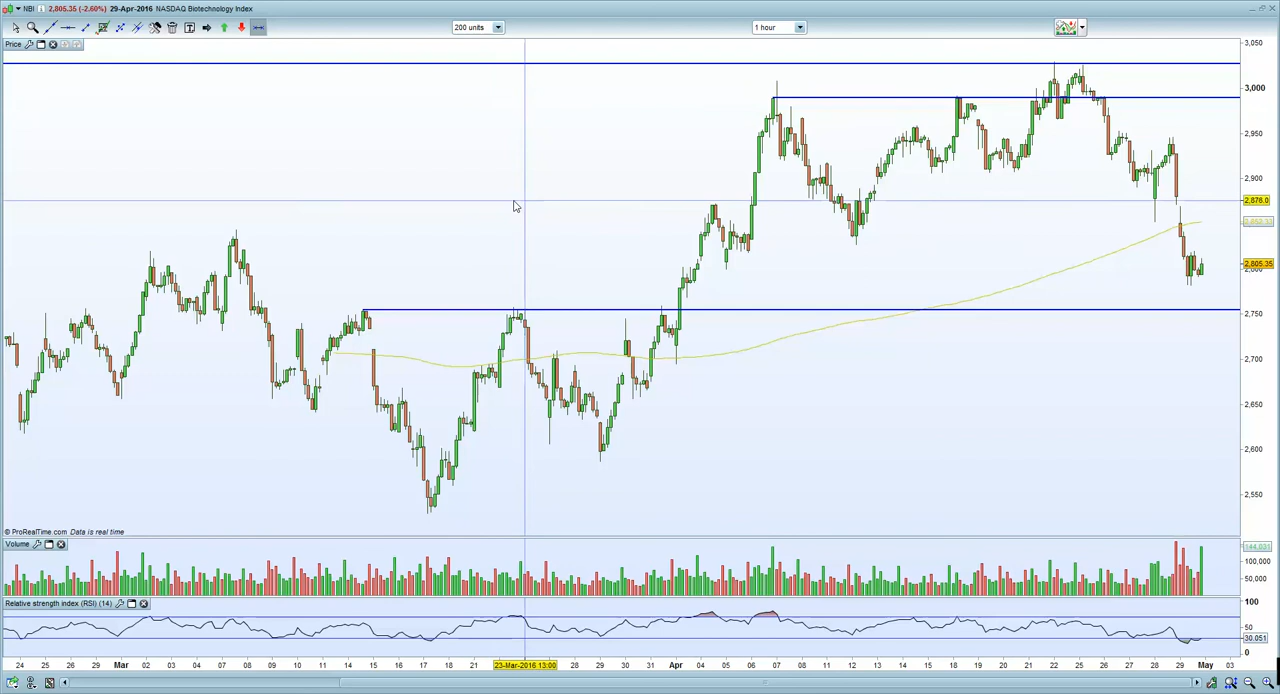 NBI 2,805.35 (-2.60%) 29-Apr-2016 NASDAQ Biotechnology Index
200 units
1 hour
Price
3,050
3,000
2,950
2,900
2,878.0
2,805.35
2,750
2,700
2,650
2,600
2,550
© ProRealTime.com Data is real time
Volume
144,031
100,000
50,000
Relative strength index (RSI) (14)
100
50
30.051
0
24 25 26 29 Mar 02 03 04 07 08 09 10 11 14 15 16 17 18 21 23-Mar-2016 13:00 28 29 30 31 Apr 04 05 06 07 08 11 12 13 14 15 18 19 20 21 22 25 26 27 28 29 May 03